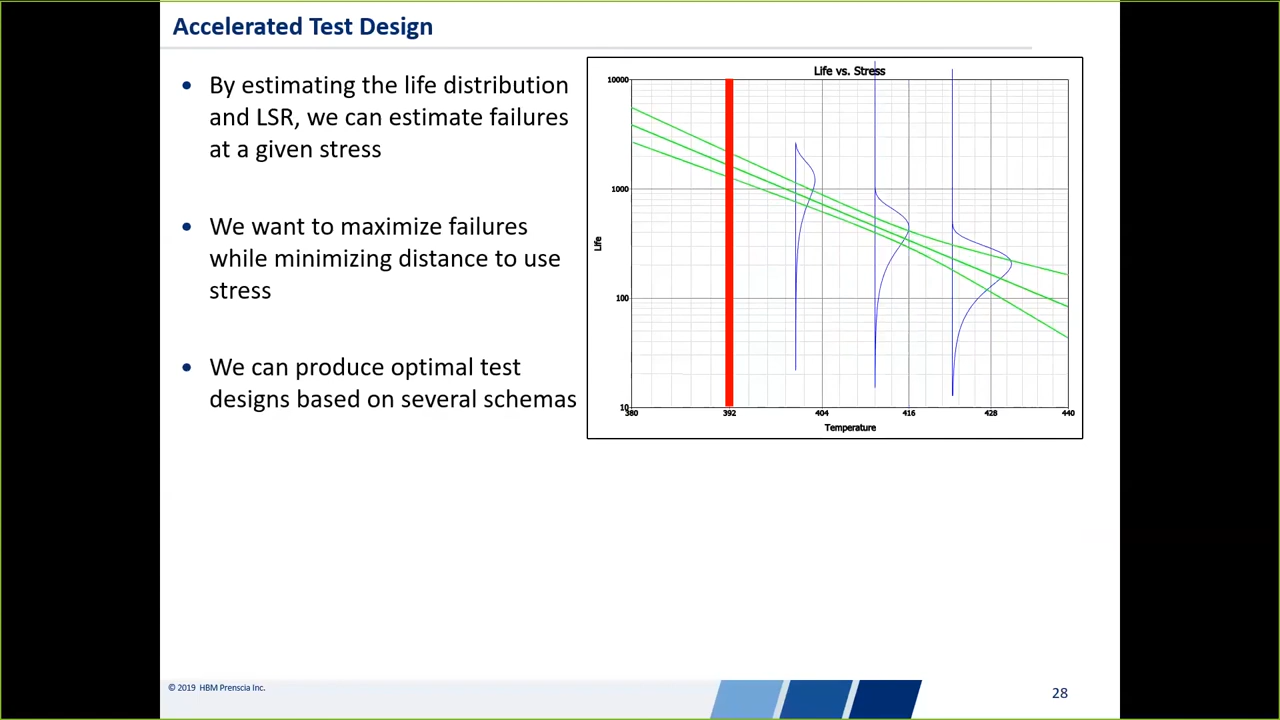 Accelerated Test Design
• By estimating the life distribution
and LSR, we can estimate failures
at a given stress
• We want to maximize failures
while minimizing distance to use
stress
• We can produce optimal test
designs based on several schemas
Life vs. Stress
10000
1000
100
10
Life
380 392 404 416 428 440
Temperature
© 2019 HBM Prenscia Inc.
28